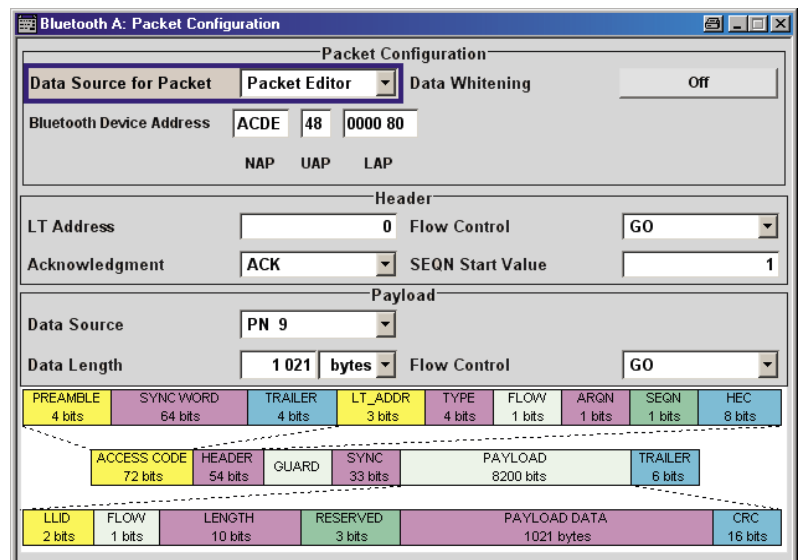 Bluetooth A: Packet Configuration
Packet Configuration
Data Source for Packet Packet Editor Data Whitening Off
Bluetooth Device Address ACDE 48 0000 80
NAP UAP LAP
Header
LT Address 0 Flow Control GO
Acknowledgment ACK SEQN Start Value 1
Payload
Data Source PN 9
Data Length 1 021 bytes Flow Control GO
PREAMBLE SYNC WORD TRAILER LT_ADDR TYPE FLOW ARQN SEQN HEC
4 bits 64 bits 4 bits 3 bits 4 bits 1 bits 1 bits 1 bits 8 bits
ACCESS CODE HEADER GUARD SYNC PAYLOAD TRAILER
72 bits 54 bits 33 bits 8200 bits 6 bits
LLID FLOW LENGTH RESERVED PAYLOAD DATA CRC
2 bits 1 bits 10 bits 3 bits 1021 bytes 16 bits